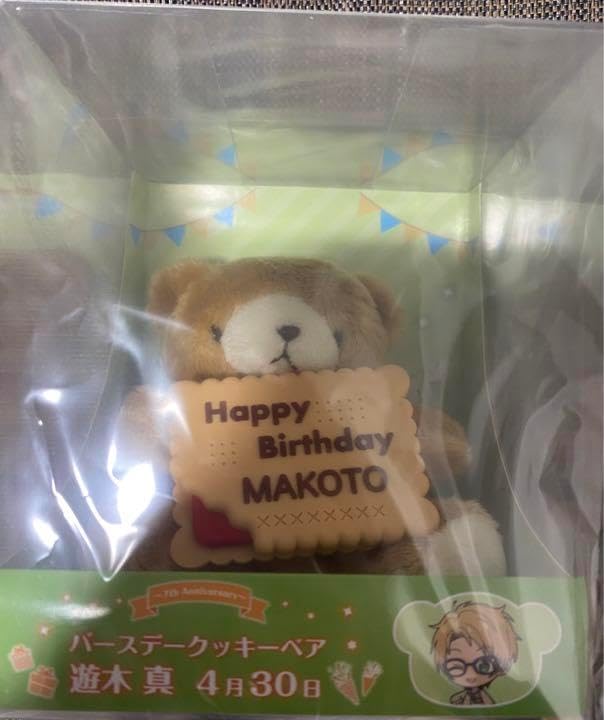 Happy
Birthday
MAKOTO
××××××××
~7th Anniversary~
バースデークッキーベア
遊木 真 4月30日